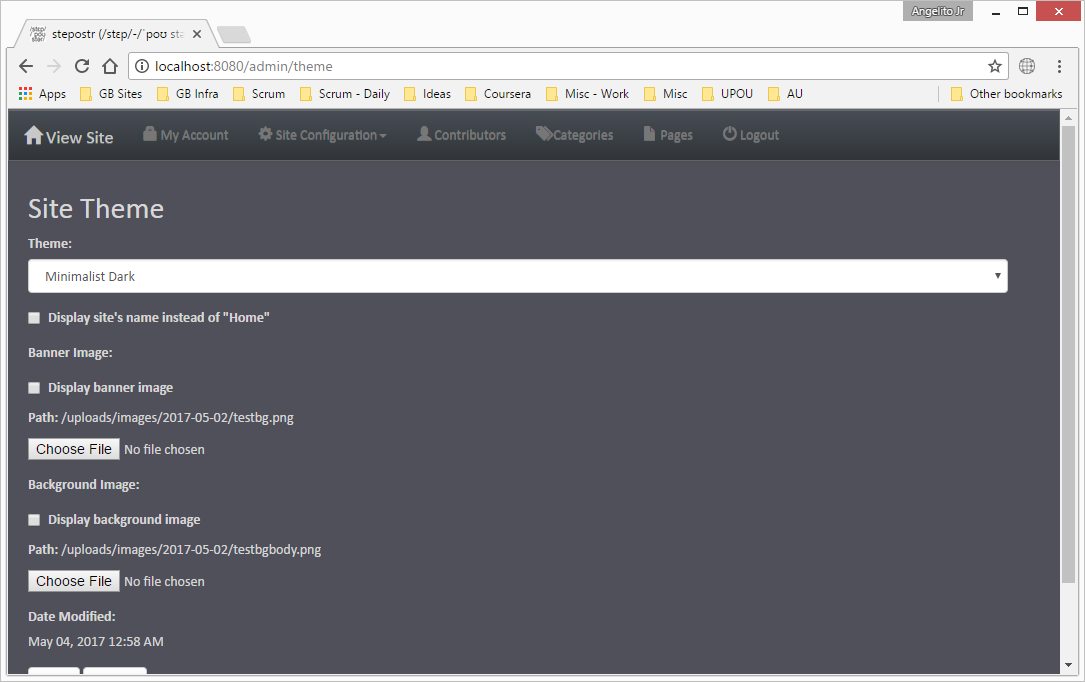 Angelito Jr
stepostr (/stɛp/-/ˈpoʊ sta
localhost:8080/admin/theme
Apps GB Sites GB Infra Scrum Scrum - Daily Ideas Coursera Misc - Work Misc UPOU AU Other bookmarks
View Site My Account Site Configuration Contributors Categories Pages Logout
Site Theme
Theme:
Minimalist Dark
Display site's name instead of "Home"
Banner Image:
Display banner image
Path: /uploads/images/2017-05-02/testbg.png
Choose File No file chosen
Background Image:
Display background image
Path: /uploads/images/2017-05-02/testbgbody.png
Choose File No file chosen
Date Modified:
May 04, 2017 12:58 AM